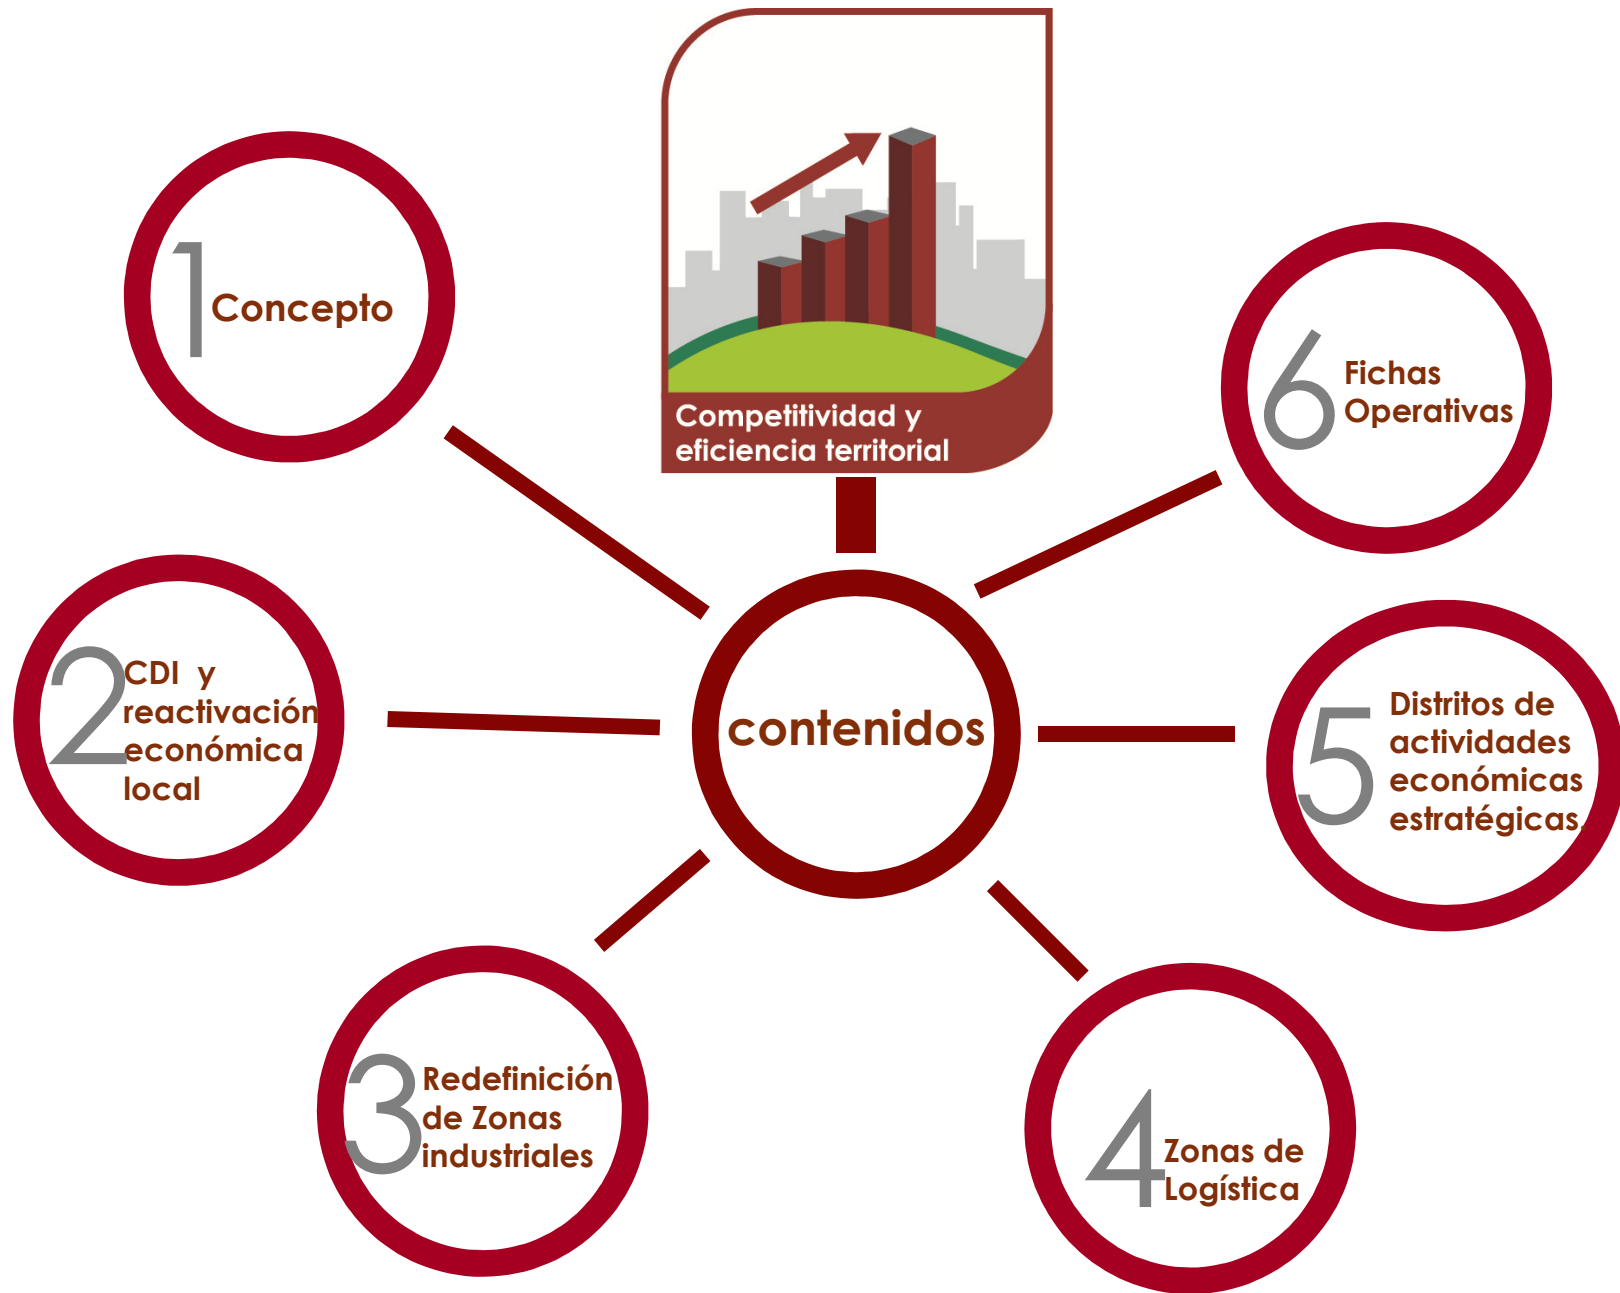 Competitividad y
eficiencia territorial
contenidos
1
Concepto
2
CDI y
reactivación
económica
local
3
Redefinición
de Zonas
industriales
4
Zonas de
Logística
5
Distritos de
actividades
económicas
estratégicas.
6
Fichas
Operativas